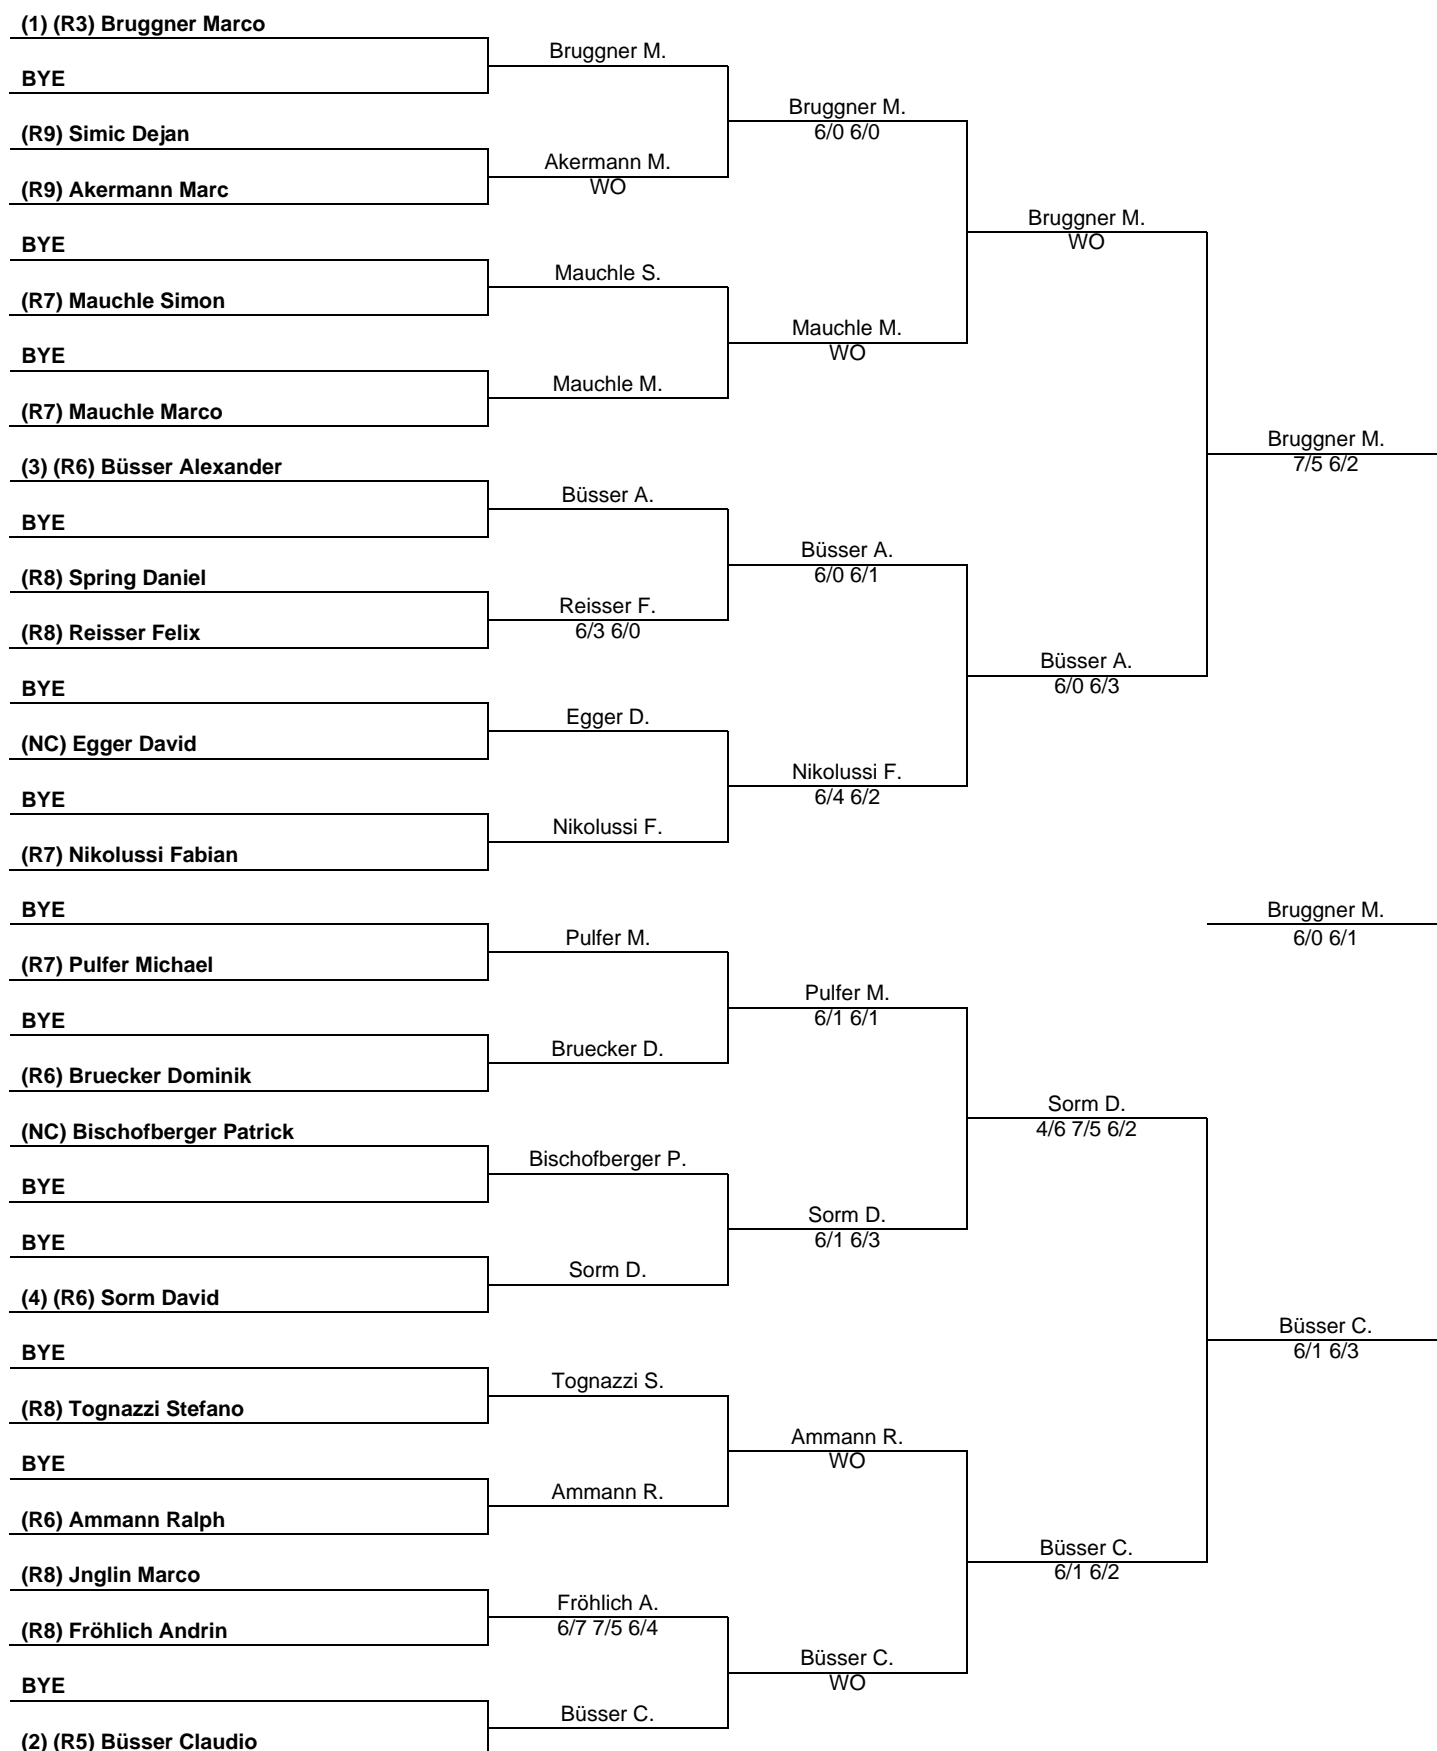 (1) (R3) Bruggner Marco
Bruggner M.
BYE
Bruggner M.
6/0 6/0
(R9) Simic Dejan
Akermann M.
WO
(R9) Akermann Marc
Bruggner M.
WO
BYE
Mauchle S.
(R7) Mauchle Simon
Mauchle M.
WO
BYE
Mauchle M.
(R7) Mauchle Marco
Bruggner M.
7/5 6/2
(3) (R6) Büsser Alexander
Büsser A.
BYE
Büsser A.
6/0 6/1
(R8) Spring Daniel
Reisser F.
6/3 6/0
(R8) Reisser Felix
Büsser A.
6/0 6/3
BYE
Egger D.
(NC) Egger David
Nikolussi F.
6/4 6/2
BYE
Nikolussi F.
(R7) Nikolussi Fabian
BYE
Bruggner M.
6/0 6/1
Pulfer M.
(R7) Pulfer Michael
Pulfer M.
6/1 6/1
BYE
Bruecker D.
(R6) Bruecker Dominik
Sorm D.
4/6 7/5 6/2
(NC) Bischofberger Patrick
Bischofberger P.
BYE
Sorm D.
6/1 6/3
BYE
Sorm D.
(4) (R6) Sorm David
Büsser C.
6/1 6/3
BYE
Tognazzi S.
(R8) Tognazzi Stefano
Ammann R.
WO
BYE
Ammann R.
(R6) Ammann Ralph
Büsser C.
6/1 6/2
(R8) Jnglin Marco
Fröhlich A.
6/7 7/5 6/4
(R8) Fröhlich Andrin
Büsser C.
WO
BYE
Büsser C.
(2) (R5) Büsser Claudio